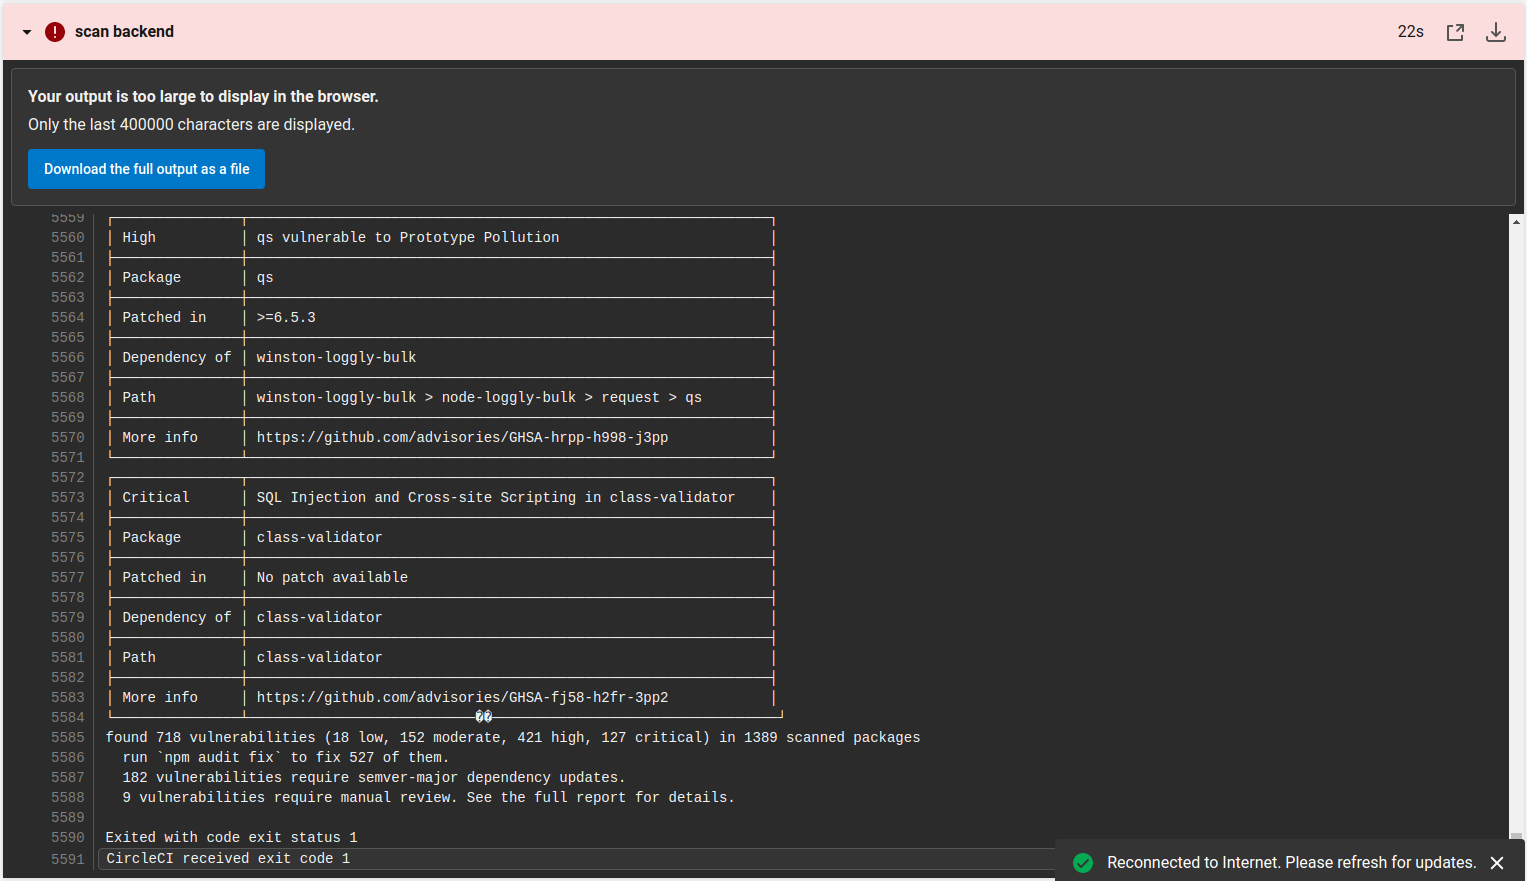 scan backend
22s
Your output is too large to display in the browser.
Only the last 400000 characters are displayed.
Download the full output as a file
5559
5560 High qs vulnerable to Prototype Pollution
5561
5562 Package qs
5563
5564 Patched in >=6.5.3
5565
5566 Dependency of winston-loggly-bulk
5567
5568 Path winston-loggly-bulk > node-loggly-bulk > request > qs
5569
5570 More info https://github.com/advisories/GHSA-hrpp-h998-j3pp
5571
5572
5573 Critical SQL Injection and Cross-site Scripting in class-validator
5574
5575 Package class-validator
5576
5577 Patched in No patch available
5578
5579 Dependency of class-validator
5580
5581 Path class-validator
5582
5583 More info https://github.com/advisories/GHSA-fj58-h2fr-3pp2
5584 ��
5585 found 718 vulnerabilities (18 low, 152 moderate, 421 high, 127 critical) in 1389 scanned packages
5586 run `npm audit fix` to fix 527 of them.
5587 182 vulnerabilities require semver-major dependency updates.
5588 9 vulnerabilities require manual review. See the full report for details.
5589
5590 Exited with code exit status 1
5591 CircleCI received exit code 1
Reconnected to Internet. Please refresh for updates.